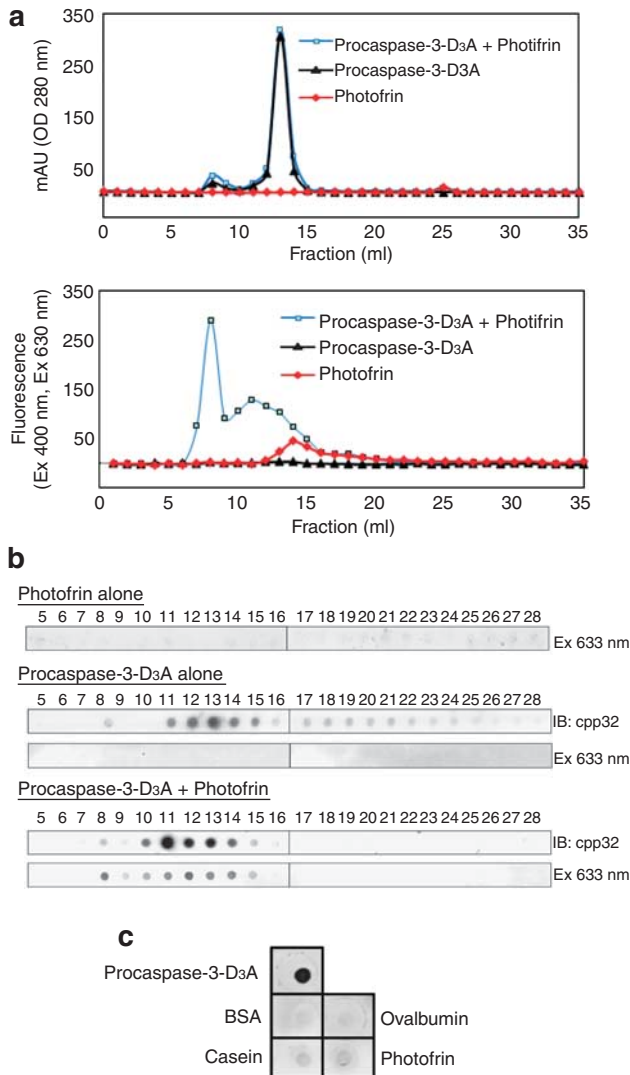 a
350
250
150
50
mAU (OD 280 nm)
Procaspase-3-D3A + Photifrin
Procaspase-3-D3A
Photofrin
0 5 10 15 20 25 30 35
Fraction (ml)
350
250
150
50
Fluorescence
(Ex 400 nm, Ex 630 nm)
Procaspase-3-D3A + Photifrin
Procaspase-3-D3A
Photofrin
0 5 10 15 20 25 30 35
Fraction (ml)
b
Photofrin alone
5 6 7 8 9 10 11 12 13 14 15 16 17 18 19 20 21 22 23 24 25 26 27 28
Ex 633 nm
Procaspase-3-D3A alone
5 6 7 8 9 10 11 12 13 14 15 16 17 18 19 20 21 22 23 24 25 26 27 28
IB: cpp32
Ex 633 nm
Procaspase-3-D3A + Photofrin
5 6 7 8 9 10 11 12 13 14 15 16 17 18 19 20 21 22 23 24 25 26 27 28
IB: cpp32
Ex 633 nm
c
Procaspase-3-D3A
BSA Ovalbumin
Casein Photofrin